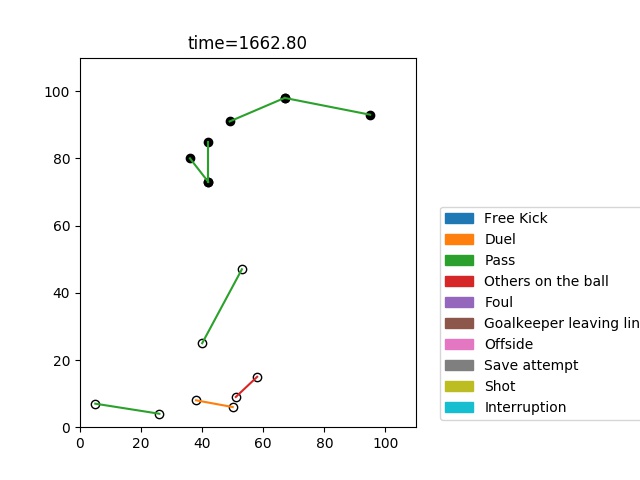 time=1662.80
100
80
60
40
20
0
0 20 40 60 80 100
Free Kick
Duel
Pass
Others on the ball
Foul
Goalkeeper leaving lin
Offside
Save attempt
Shot
Interruption